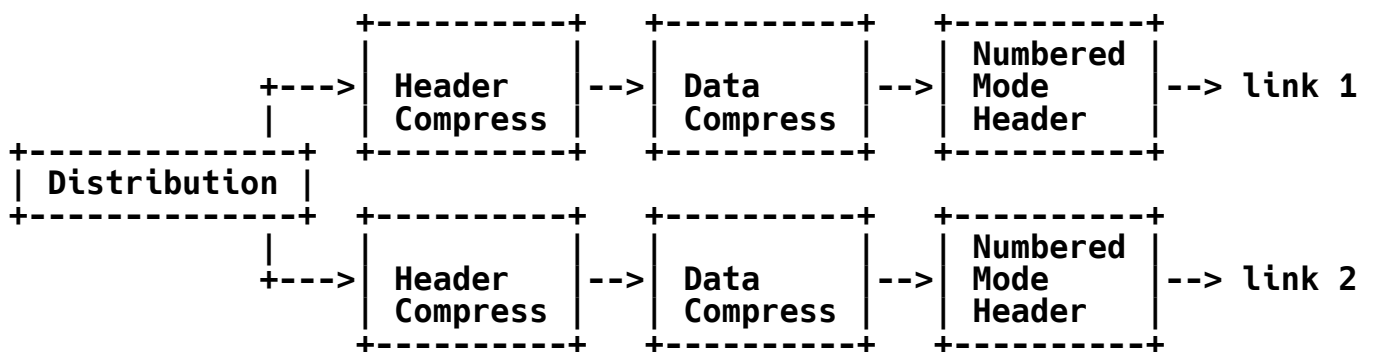 +----------+   +----------+   +----------+
|          |   |          |   | Numbered |
+--->| Header   |-->| Data     |-->| Mode     |--> link 1
|    | Compress |   | Compress |   | Header   |
+--------------+  +----------+   +----------+   +----------+
| Distribution |
+--------------+  +----------+   +----------+   +----------+
|    |          |   |          |   | Numbered |
+--->| Header   |-->| Data     |-->| Mode     |--> link 2
| Compress |   | Compress |   | Header   |
+----------+   +----------+   +----------+